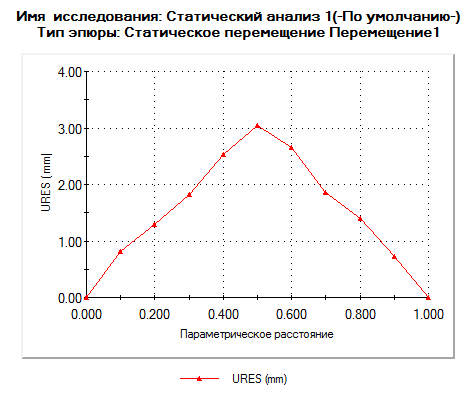 Имя исследования: Статический анализ 1(-По умолчанию-)
Тип эпюры: Статическое перемещение Перемещение1
4.00
3.00
2.00
1.00
0.00
URES (mm)
0.000 0.200 0.400 0.600 0.800 1.000
Параметрическое расстояние
URES (mm)